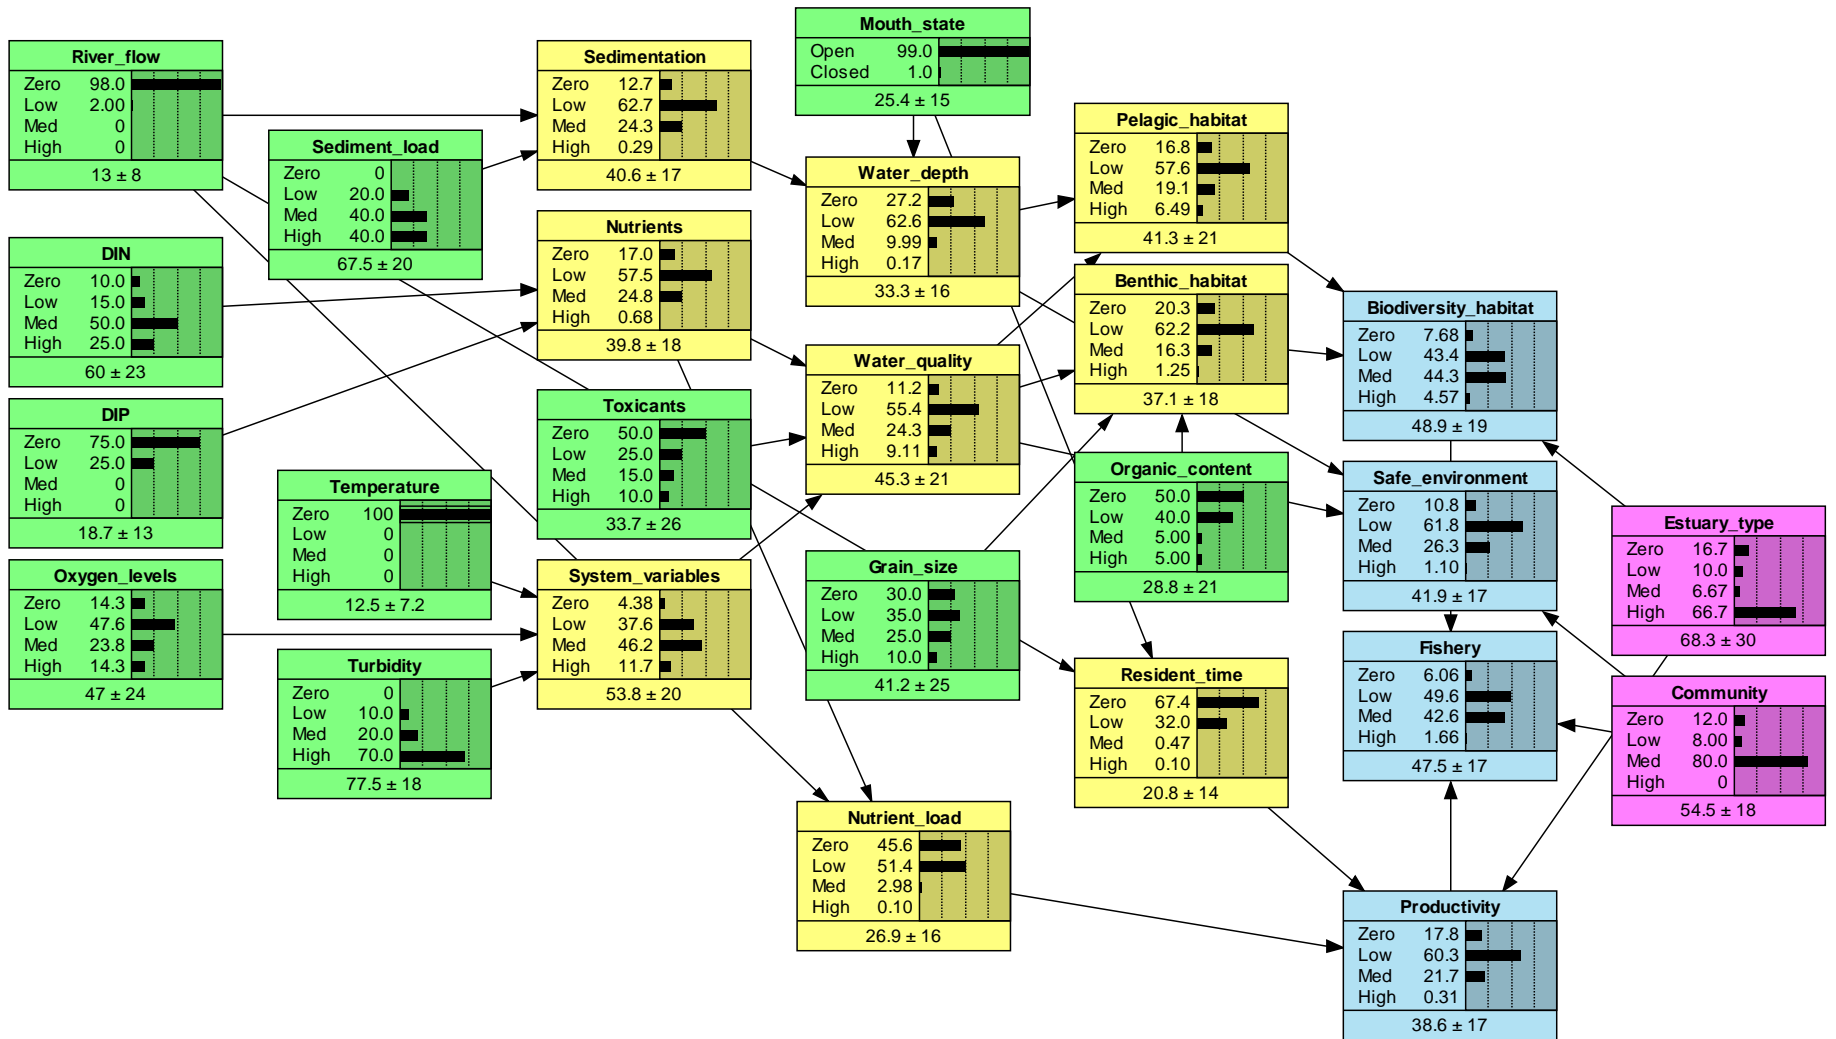 River_flow
Zero 98.0
Low 2.00
Med 0
High 0
13 ± 8
Sediment_load
Zero 0
Low 20.0
Med 40.0
High 40.0
67.5 ± 20
DIN
Zero 10.0
Low 15.0
Med 50.0
High 25.0
60 ± 23
DIP
Zero 75.0
Low 25.0
Med 0
High 0
18.7 ± 13
Temperature
Zero 100
Low 0
Med 0
High 0
12.5 ± 7.2
Oxygen_levels
Zero 14.3
Low 47.6
Med 23.8
High 14.3
47 ± 24
Turbidity
Zero 0
Low 10.0
Med 20.0
High 70.0
77.5 ± 18
Sedimentation
Zero 12.7
Low 62.7
Med 24.3
High 0.29
40.6 ± 17
Nutrients
Zero 17.0
Low 57.5
Med 24.8
High 0.68
39.8 ± 18
Toxicants
Zero 50.0
Low 25.0
Med 15.0
High 10.0
33.7 ± 26
System_variables
Zero 4.38
Low 37.6
Med 46.2
High 11.7
53.8 ± 20
Mouth_state
Open 99.0
Closed 1.0
25.4 ± 15
Water_depth
Zero 27.2
Low 62.6
Med 9.99
High 0.17
33.3 ± 16
Water_quality
Zero 11.2
Low 55.4
Med 24.3
High 9.11
45.3 ± 21
Grain_size
Zero 30.0
Low 35.0
Med 25.0
High 10.0
41.2 ± 25
Nutrient_load
Zero 45.6
Low 51.4
Med 2.98
High 0.10
26.9 ± 16
Pelagic_habitat
Zero 16.8
Low 57.6
Med 19.1
High 6.49
41.3 ± 21
Benthic_habitat
Zero 20.3
Low 62.2
Med 16.3
High 1.25
37.1 ± 18
Organic_content
Zero 50.0
Low 40.0
Med 5.00
High 5.00
28.8 ± 21
Resident_time
Zero 67.4
Low 32.0
Med 0.47
High 0.10
20.8 ± 14
Biodiversity_habitat
Zero 7.68
Low 43.4
Med 44.3
High 4.57
48.9 ± 19
Safe_environment
Zero 10.8
Low 61.8
Med 26.3
High 1.10
41.9 ± 17
Fishery
Zero 6.06
Low 49.6
Med 42.6
High 1.66
47.5 ± 17
Productivity
Zero 17.8
Low 60.3
Med 21.7
High 0.31
38.6 ± 17
Estuary_type
Zero 16.7
Low 10.0
Med 6.67
High 66.7
68.3 ± 30
Community
Zero 12.0
Low 8.00
Med 80.0
High 0
54.5 ± 18